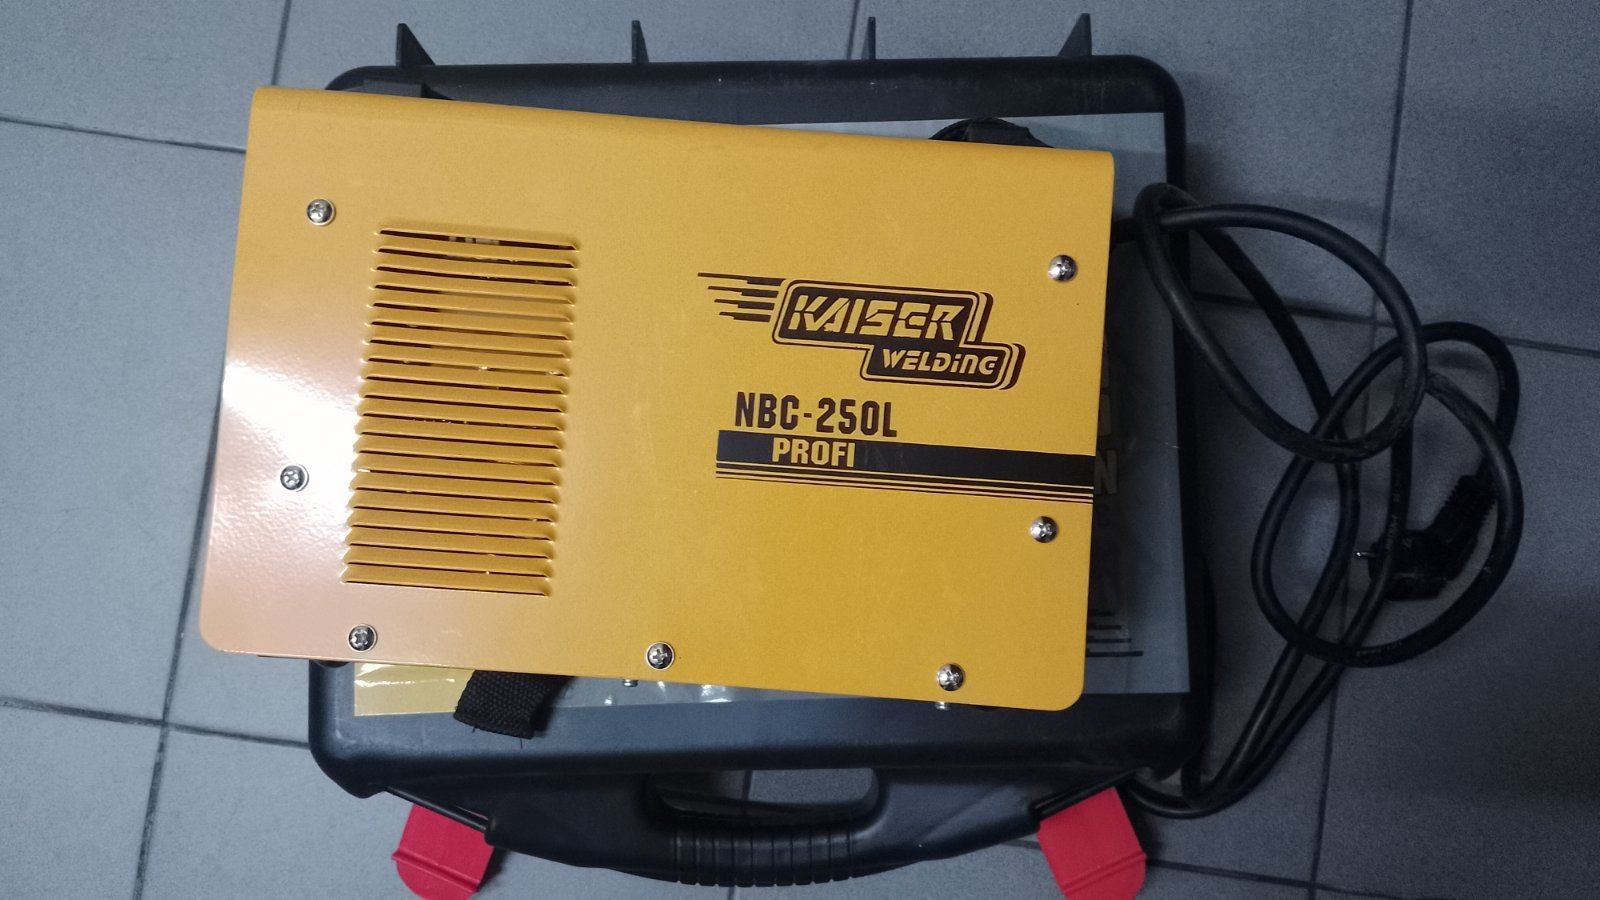 KAISER
WELDING
NBC-250L
PROFI